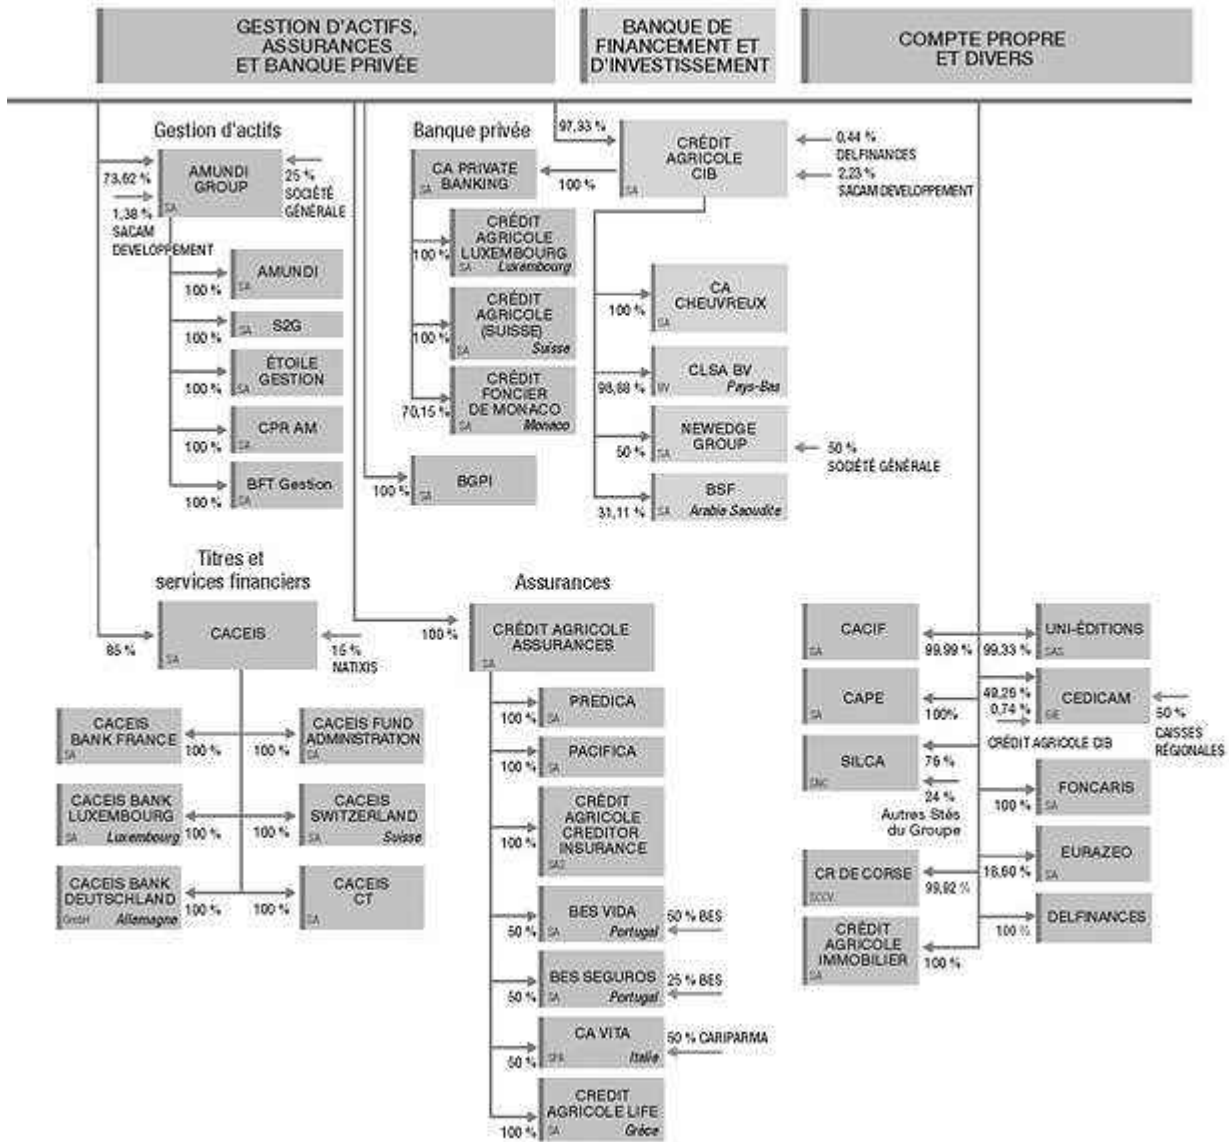 GESTION D'ACTIFS,
ASSURANCES
ET BANQUE PRIVÉE
BANQUE DE
FINANCEMENT ET
D'INVESTISSEMENT
COMPTE PROPRE
ET DIVERS
Gestion d'actifs
73,62 %
AMUNDI
GROUP
SA
25 %
SOCIÉTÉ
GÉNÉRALE
1,38 %
SACAM
DEVELOPPEMENT
100 %
AMUNDI
SA
100 %
S2G
SA
100 %
ÉTOILE
GESTION
SA
100 %
CPR AM
SA
100 %
BFT Gestion
SA
Banque privée
CA PRIVATE
BANKING
SA
100 %
100 %
CRÉDIT
AGRICOLE
LUXEMBOURG
SA Luxembourg
100 %
CRÉDIT
AGRICOLE
(SUISSE)
SA Suisse
70,15 %
CRÉDIT
FONCIER
DE MONACO
SA Monaco
100 %
BGPI
SA
97,33 %
CRÉDIT
AGRICOLE
CIB
SA
0,44 %
DELFINANCES
2,23 %
SACAM DEVELOPPEMENT
100 %
CA
CHEUVREUX
SA
98,68 %
CLSA BV
BV Pays-Bas
50 %
NEWEDGE
GROUP
SA
50 %
SOCIÉTÉ GÉNÉRALE
31,11 %
BSF
SA Arabie Saoudite
Titres et
services financiers
85 %
CACEIS
SA
15 %
NATIXIS
CACEIS
BANK FRANCE
SA
100 %
100 %
CACEIS FUND
ADMINISTRATION
SA
CACEIS BANK
LUXEMBOURG
SA Luxembourg
100 %
100 %
CACEIS
SWITZERLAND
SA Suisse
CACEIS BANK
DEUTSCHLAND
GmbH Allemagne
100 %
100 %
CACEIS
CT
SA
Assurances
100 %
CRÉDIT AGRICOLE
ASSURANCES
SA
100 %
PREDICA
SA
100 %
PACIFICA
SA
100 %
CRÉDIT
AGRICOLE
CREDITOR
INSURANCE
SAS
50 %
BES VIDA
SA Portugal
50 % BES
50 %
BES SEGUROS
SA Portugal
25 % BES
50 %
CA VITA
SPA Italie
50 % CARIPARMA
100 %
CREDIT
AGRICOLE LIFE
SA Grèce
CACIF
SA
99,99 %
99,33 %
UNI-ÉDITIONS
SAS
CAPE
SA
100%
49,26 %
0,74 %
CRÉDIT AGRICOLE CIB
CEDICAM
GIE
50 %
CAISSES
RÉGIONALES
SILCA
SNC
76 %
24 %
Autres Stés
du Groupe
100 %
FONCARIS
SA
CR DE CORSE
SCCV
99,92 %
18,60 %
EURAZEO
SA
100 %
DELFINANCES
CRÉDIT
AGRICOLE
IMMOBILIER
SA
100 %